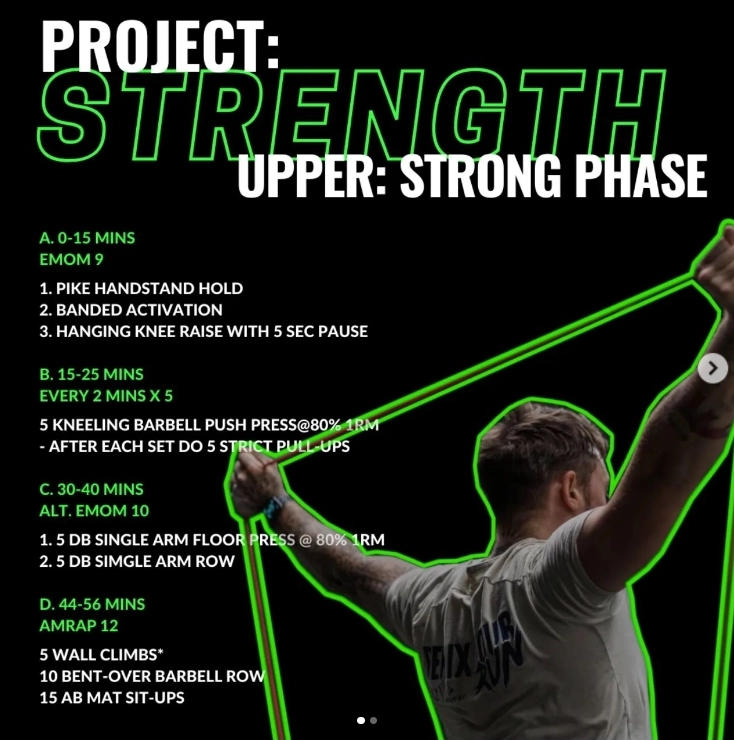 PROJECT:
STRENGTH
UPPER: STRONG PHASE
A. 0-15 MINS
EMOM 9
1. PIKE HANDSTAND HOLD
2. BANDED ACTIVATION
3. HANGING KNEE RAISE WITH 5 SEC PAUSE
B. 15-25 MINS
EVERY 2 MINS X 5
5 KNEELING BARBELL PUSH PRESS@80% 1RM
- AFTER EACH SET DO 5 STRICT PULL-UPS
C. 30-40 MINS
ALT. EMOM 10
1. 5 DB SINGLE ARM FLOOR PRESS @ 80% 1RM
2. 5 DB SIMGLE ARM ROW
D. 44-56 MINS
AMRAP 12
5 WALL CLIMBS*
10 BENT-OVER BARBELL ROW
15 AB MAT SIT-UPS